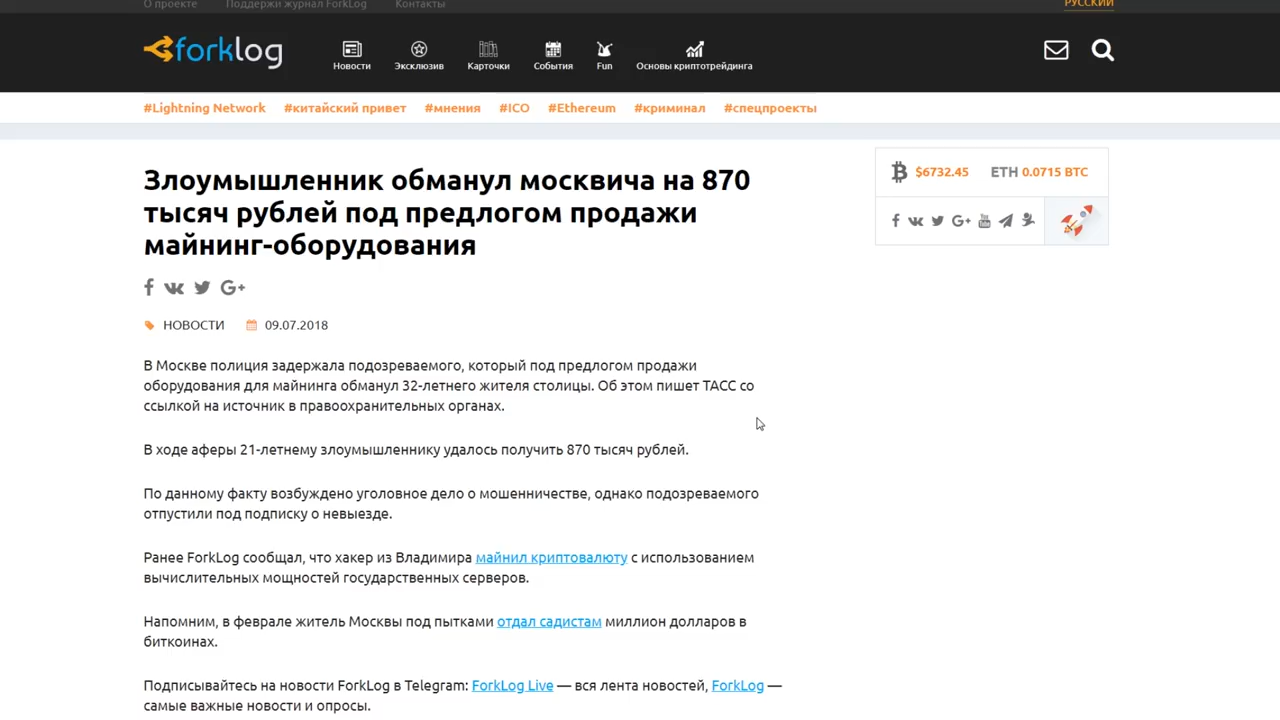 О проекте Поддержи журнал ForkLog Контакты РУССКИЙ
forklog
Новости Эксклюзив Карточки События Fun Основы криптотрейдинга
#Lightning Network #китайский привет #мнения #ICO #Ethereum #криминал #спецпроекты
$6732.45 ETH 0.0715 BTC
Злоумышленник обманул москвича на 870
тысяч рублей под предлогом продажи
майнинг-оборудования
НОВОСТИ 09.07.2018
В Москве полиция задержала подозреваемого, который под предлогом продажи
оборудования для майнинга обманул 32-летнего жителя столицы. Об этом пишет ТАСС со
ссылкой на источник в правоохранительных органах.
В ходе аферы 21-летнему злоумышленнику удалось получить 870 тысяч рублей.
По данному факту возбуждено уголовное дело о мошенничестве, однако подозреваемого
отпустили под подписку о невыезде.
Ранее ForkLog сообщал, что хакер из Владимира майнил криптовалюту с использованием
вычислительных мощностей государственных серверов.
Напомним, в феврале житель Москвы под пытками отдал садистам миллион долларов в
биткоинах.
Подписывайтесь на новости ForkLog в Telegram: ForkLog Live — вся лента новостей, ForkLog —
самые важные новости и опросы.